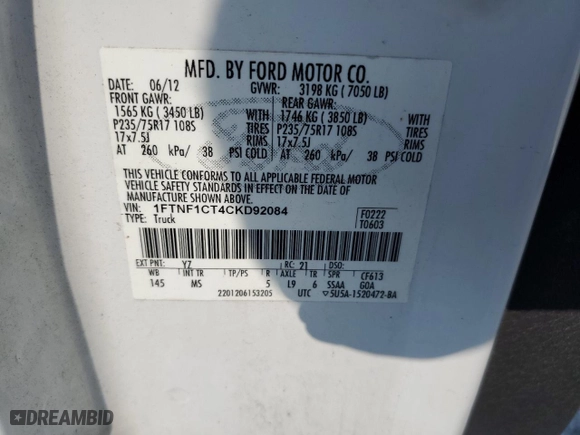 MFD. BY FORD MOTOR CO.
DATE: 06/12 GVWR: 3198 KG ( 7050 LB)
FRONT GAWR: REAR GAWR:
1565 KG ( 3450 LB) WITH 1746 KG ( 3850 LB) WITH
P235/75R17 108S TIRES P235/75R17 108S TIRES
17x7.5J RIMS 17x7.5J RIMS
AT 260 kPa/ 38 PSI COLD AT 260 kPa/ 38 PSI COLD
THIS VEHICLE CONFORMS TO ALL APPLICABLE FEDERAL MOTOR
VEHICLE SAFETY STANDARDS IN EFFECT ON THE DATE OF
MANUFACTURE SHOWN ABOVE.
VIN: 1FTNF1CT4CKD92084 F0222
TYPE: Truck T0603
EXT PNT: YZ RC: 21 DSO:
WB INT TR TP/PS R AXLE TR SPR CF613
145 MS 5 L9 6 SSAA GOA
2201206153205 UTC ▽5U5A-1520472-BA
DREAMBID